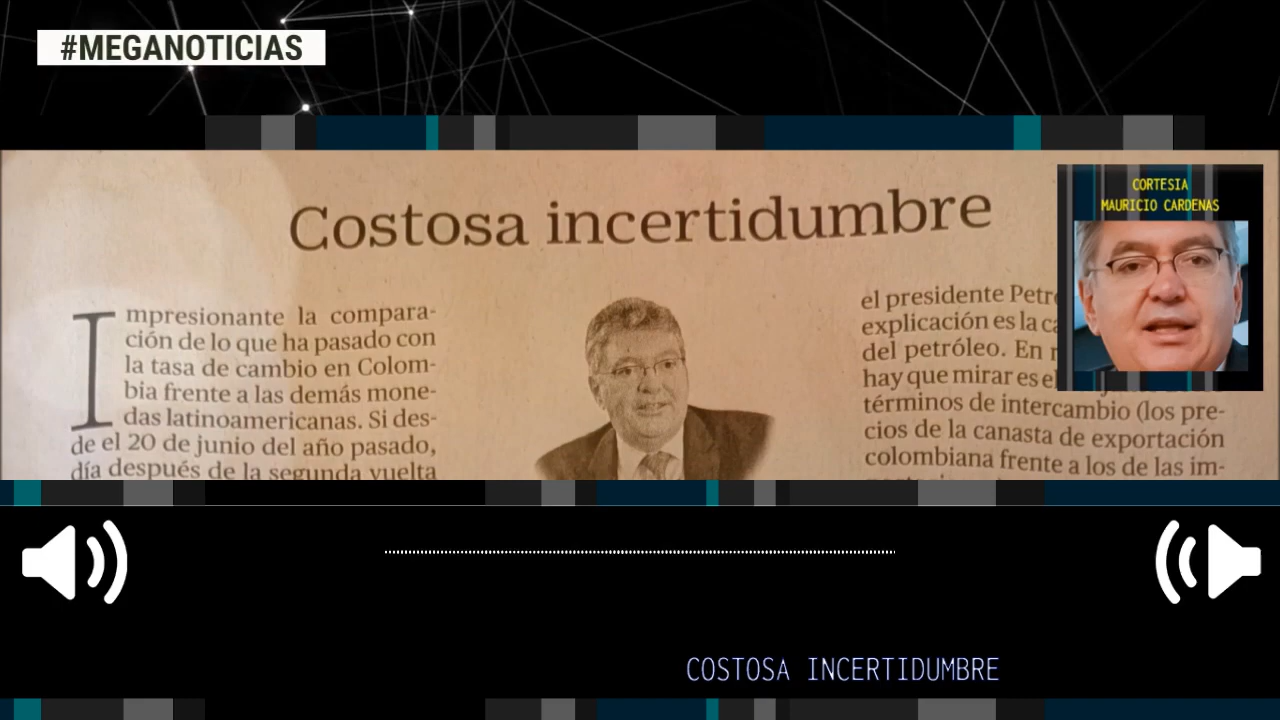 #MEGANOTICIAS
CORTESIA
MAURICIO CARDENAS
Costosa incertidumbre
Impresionante la compara-
ción de lo que ha pasado con
la tasa de cambio en Colom-
bia frente a las demás mone-
das latinoamericanas. Si des-
de el 20 de junio del año pasado,
día después de la segunda vuelta
el presidente
explicación es la
del petróleo. En
hay que mirar es
términos de intercambio (los pre-
cios de la canasta de exportación
colombiana frente a los de las im-
COSTOSA INCERTIDUMBRE